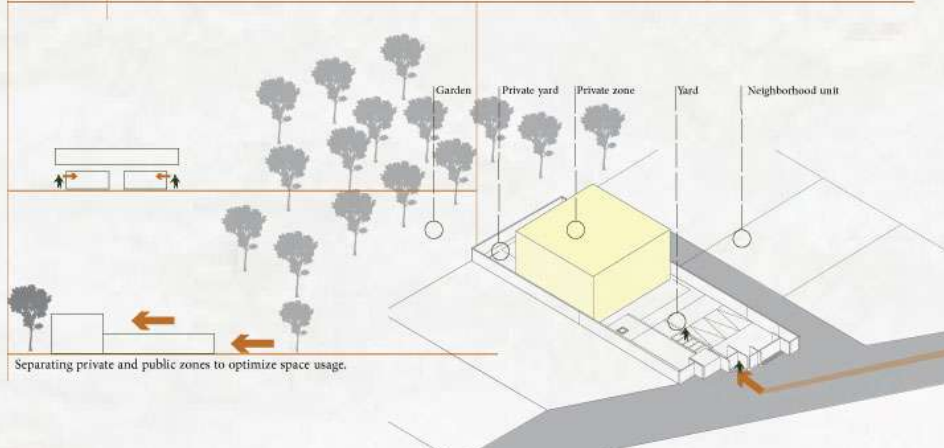 Garden
Private yard
Private zone
Yard
Neighborhood unit
Separating private and public zones to optimize space usage.